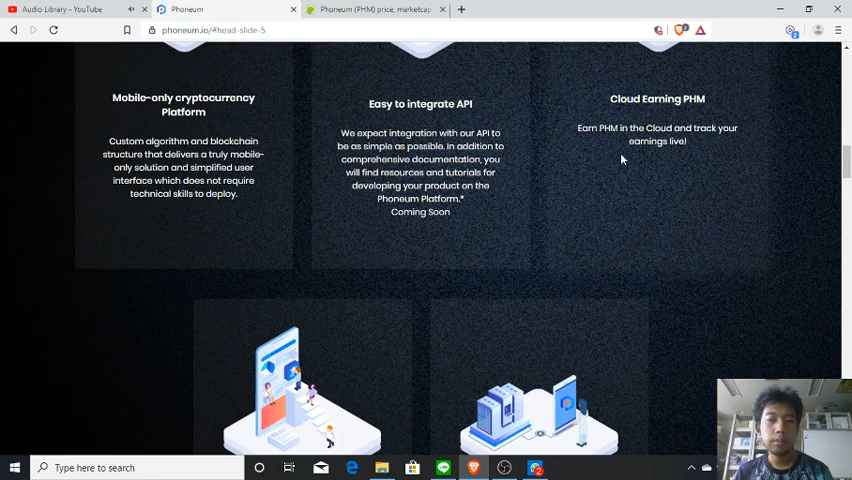 Audio Library - YouTube
Phoneum
Phoneum (PHM) price, marketcap
phoneum.io/#head-slide-5
2
2
Mobile-only cryptocurrency
Platform
Custom algorithm and blockchain
structure that delivers a truly mobile-
only solution and simplified user
interface which does not require
technical skills to deploy.
Easy to integrate API
We expect integration with our API to
be as simple as possible. In addition to
comprehensive documentation, you
will find resources and tutorials for
developing your product on the
Phoneum Platform.*
Coming Soon
Cloud Earning PHM
Earn PHM in the Cloud and track your
earnings live!
Type here to search
2